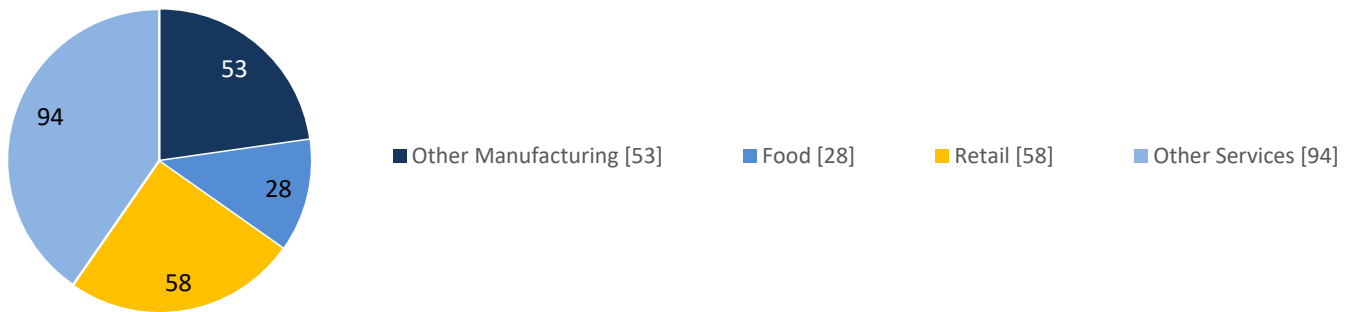 53
94
28
58
Other Manufacturing [53] Food [28] Retail [58] Other Services [94]